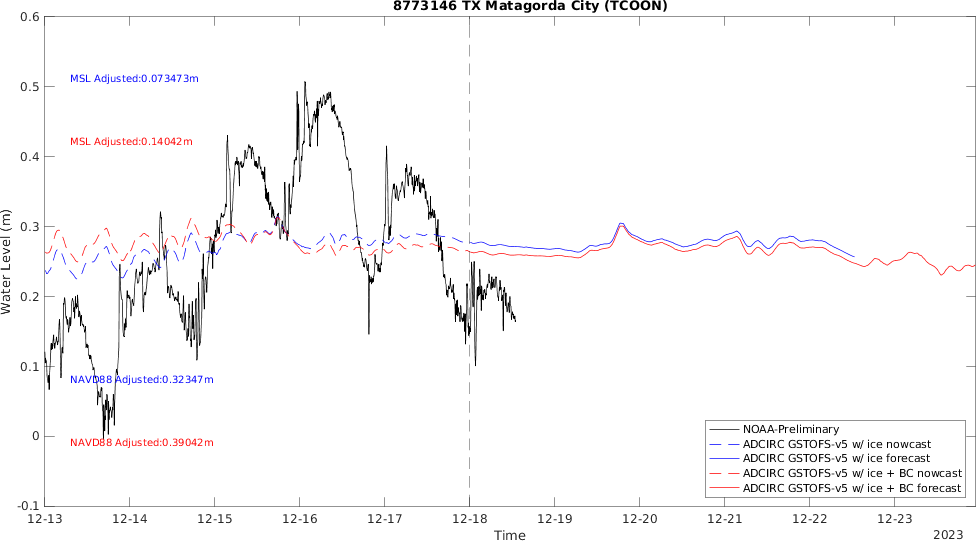 8773146 TX Matagorda City (TCOON)
0.6
0.5
0.4
0.3
0.2
0.1
0
-0.1
Water Level (m)
MSL Adjusted:0.073473m
MSL Adjusted:0.14042m
NAVD88 Adjusted:0.32347m
NAVD88 Adjusted:0.39042m
NOAA-Preliminary
ADCIRC GSTOFS-v5 w/ ice nowcast
ADCIRC GSTOFS-v5 w/ ice forecast
ADCIRC GSTOFS-v5 w/ ice + BC nowcast
ADCIRC GSTOFS-v5 w/ ice + BC forecast
12-13 12-14 12-15 12-16 12-17 12-18 12-19 12-20 12-21 12-22 12-23
Time
2023